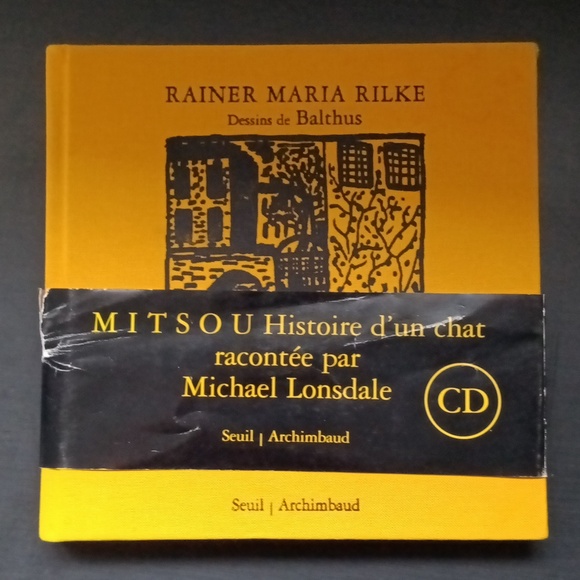 RAINER MARIA RILKE
Dessins de Balthus
MITSOU Histoire d'un chat
racontée par
Michael Lonsdale
CD
Seuil | Archimbaud
Seuil | Archimbaud